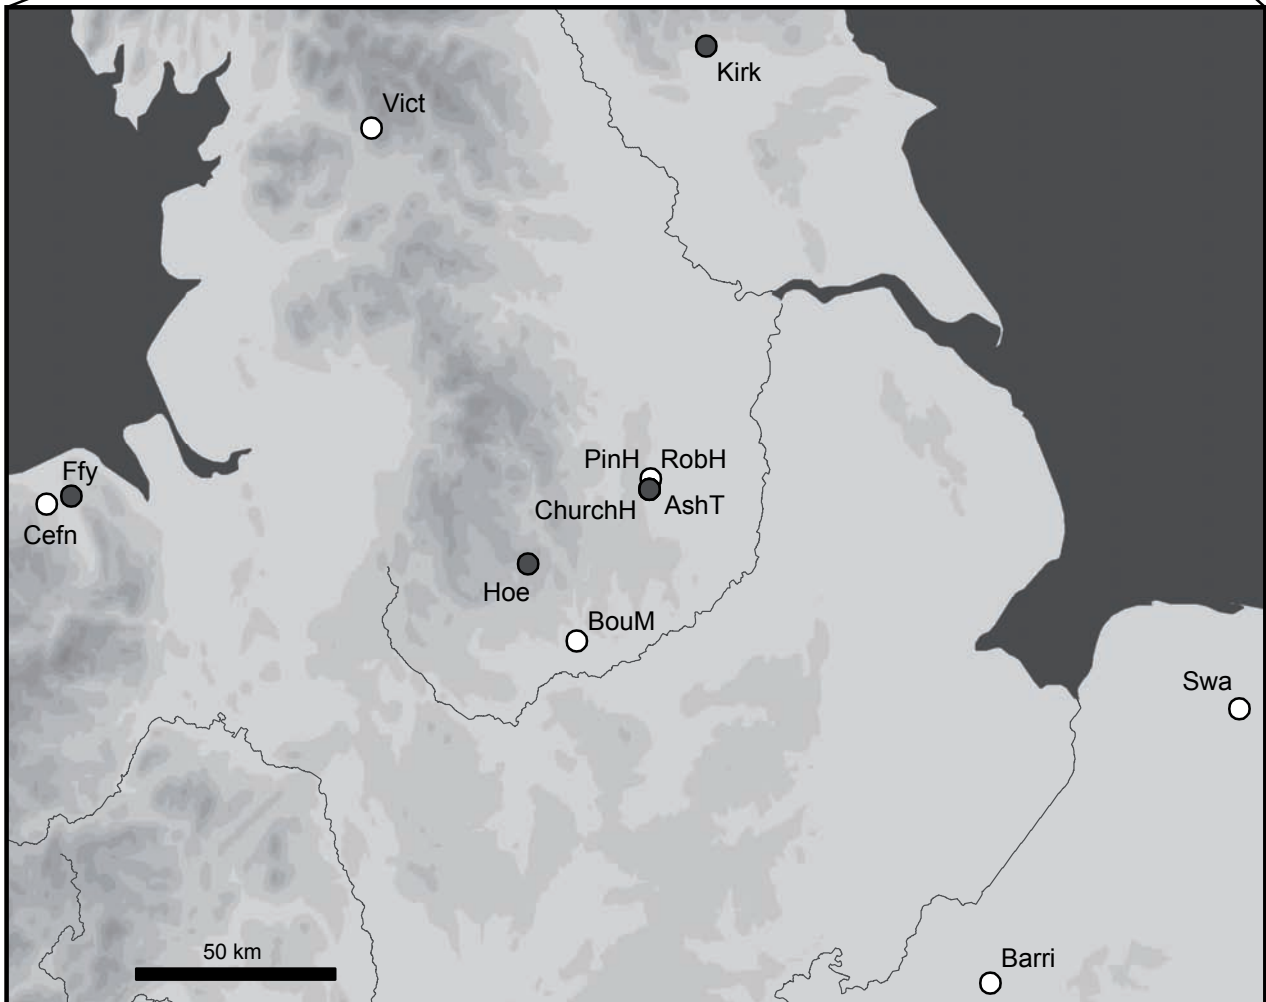 Kirk
Vict
PinH RobH
Ffy
ChurchH AshT
Cefn
Hoe
BouM
Swa
50 km
Barri